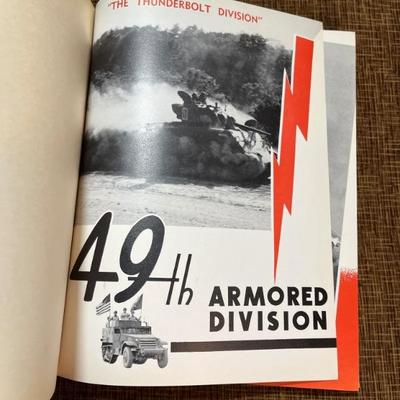 "THE THUNDERBOLT DIVISION"
49th
ARMORED
DIVISION